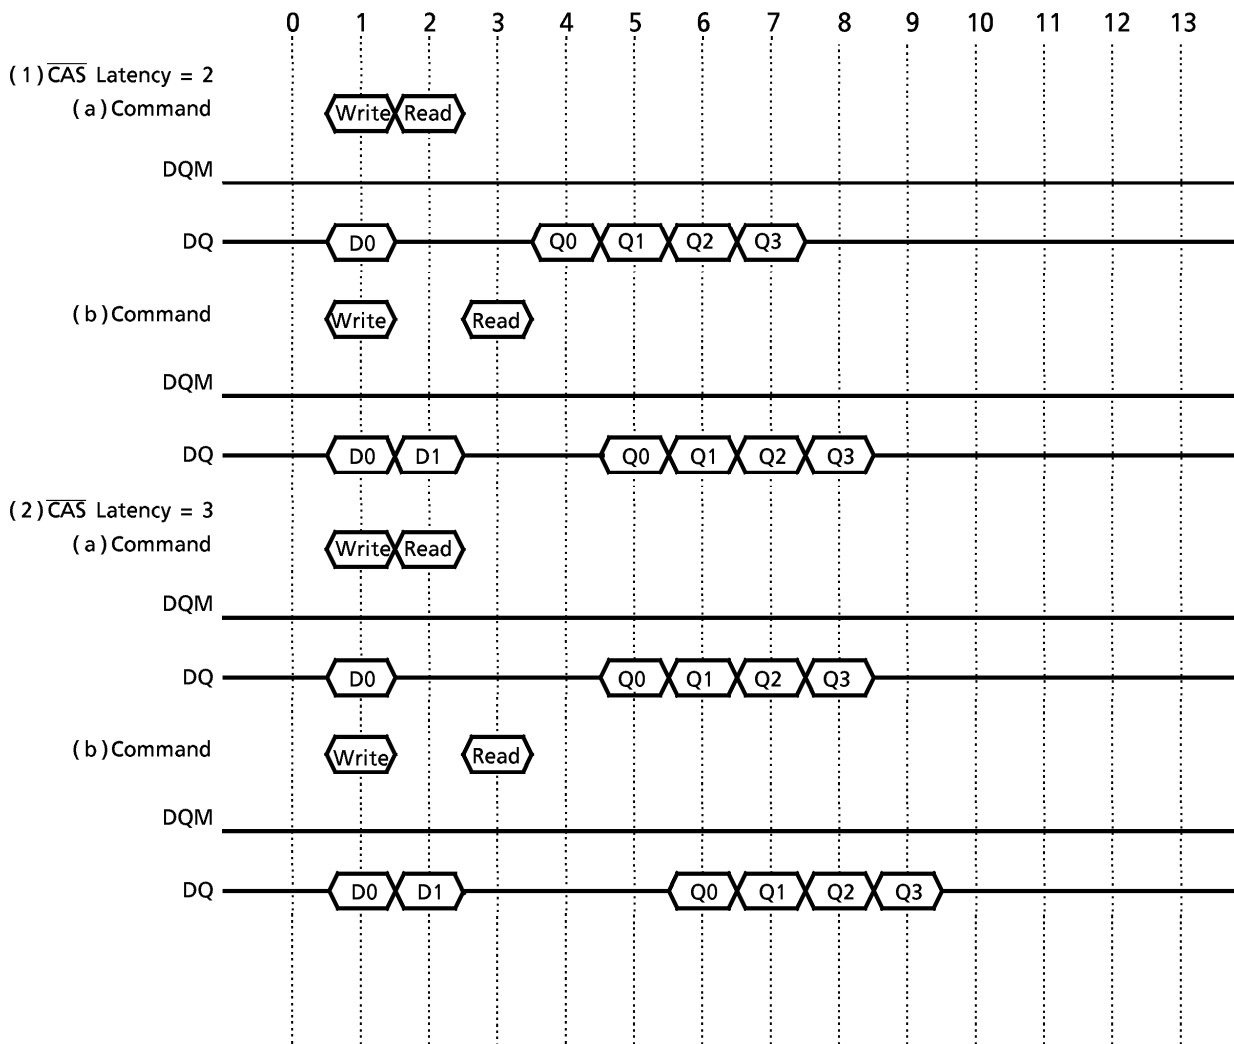 0 1 2 3 4 5 6 7 8 9 10 11 12 13
(1) CAS Latency = 2
(a) Command Write Read
DQM
DQ D0 Q0 Q1 Q2 Q3
(b) Command Write Read
DQM
DQ D0 D1 Q0 Q1 Q2 Q3
(2) CAS Latency = 3
(a) Command Write Read
DQM
DQ D0 Q0 Q1 Q2 Q3
(b) Command Write Read
DQM
DQ D0 D1 Q0 Q1 Q2 Q3